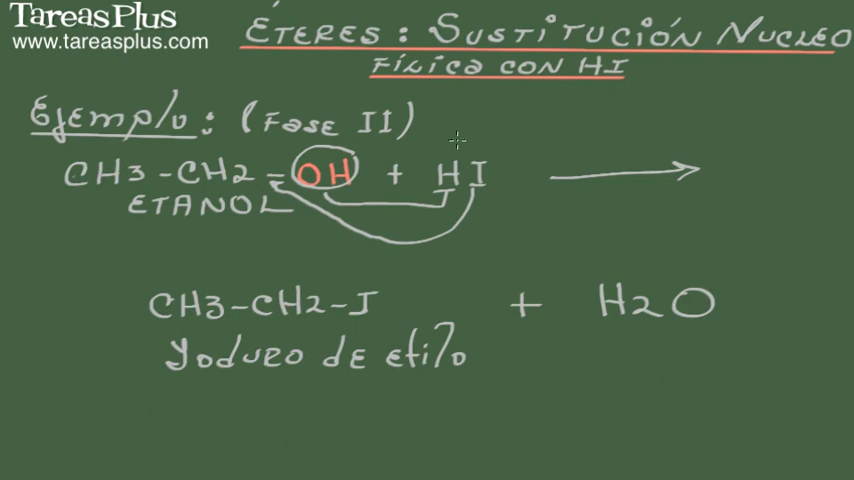 TareasPlus
www.tareasplus.com
ÉTERES: SUSTITUCIÓN NUCLEO
FÍLICA CON HI
Ejemplo: (FASE II)
CH3-CH2-OH + HI
ETANOL
CH3-CH2-I + H2O
Yoduro de etilo